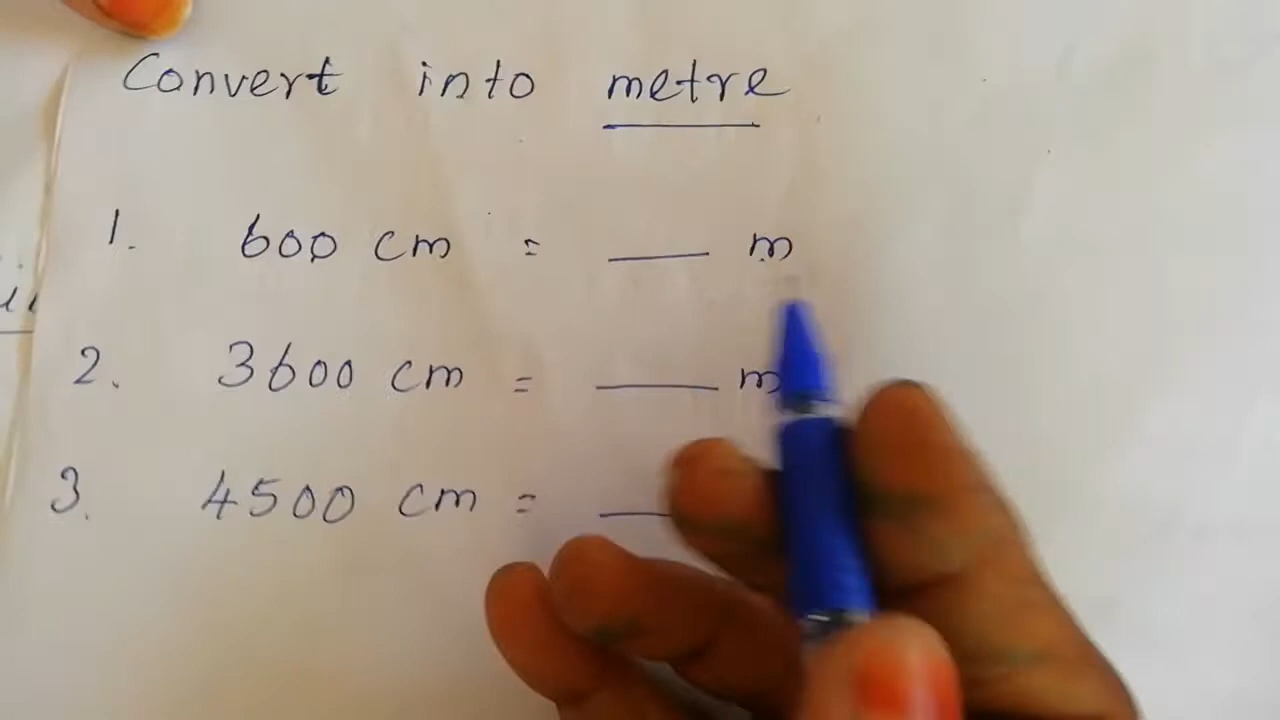 Convert into metre
1. 600 cm = ___ m
2. 3600 cm = ___ m
3. 4500 cm = ___